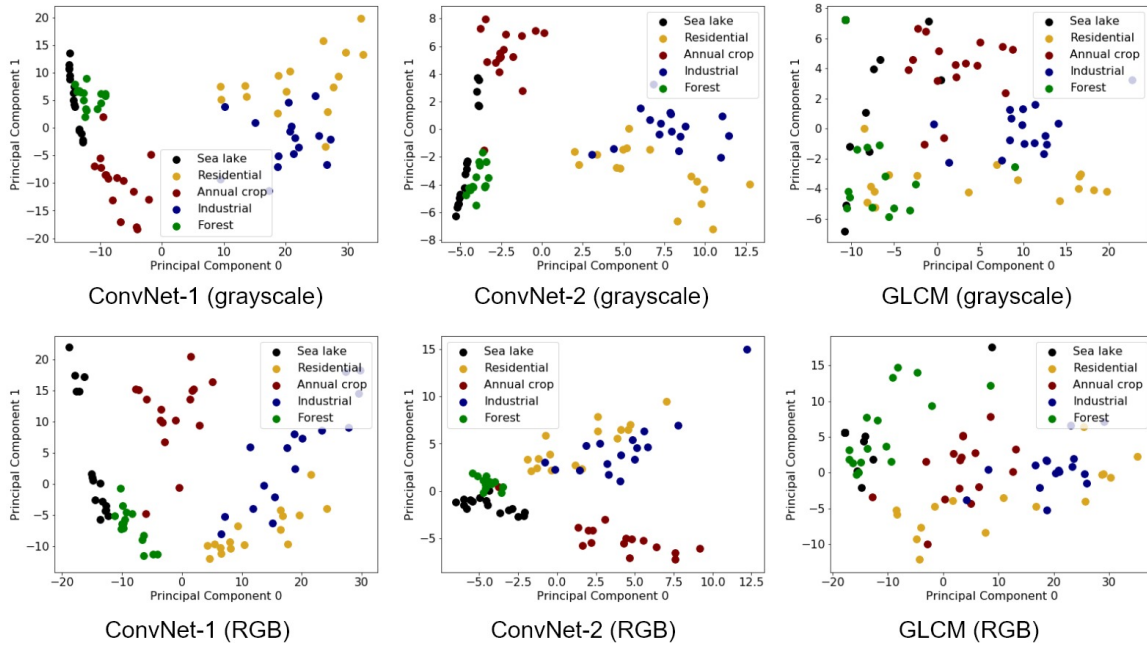 20
15
10
5
0
−5
−10
−15
−20
Principal Component 1
Sea lake
Residential
Annual crop
Industrial
Forest
−10
0
10
20
30
Principal Component 0
ConvNet-1 (grayscale)
8
6
4
2
0
−2
−4
−6
−8
Principal Component 1
Sea lake
Residential
Annual crop
Industrial
Forest
−5.0
−2.5
0.0
2.5
5.0
7.5
10.0
12.5
Principal Component 0
ConvNet-2 (grayscale)
8
6
4
2
0
−2
−4
−6
Principal Component 1
Sea lake
Residential
Annual crop
Industrial
Forest
−10
−5
0
5
10
15
20
Principal Component 0
GLCM (grayscale)
20
15
10
5
0
−5
−10
Principal Component 1
Sea lake
Residential
Annual crop
Industrial
Forest
−20
−10
0
10
20
30
Principal Component 0
ConvNet-1 (RGB)
15
10
5
0
−5
Principal Component 1
Sea lake
Residential
Annual crop
Industrial
Forest
−5.0
−2.5
0.0
2.5
5.0
7.5
10.0
12.5
Principal Component 0
ConvNet-2 (RGB)
15
10
5
0
−5
−10
Principal Component 1
Sea lake
Residential
Annual crop
Industrial
Forest
−20
−10
0
10
20
30
Principal Component 0
GLCM (RGB)